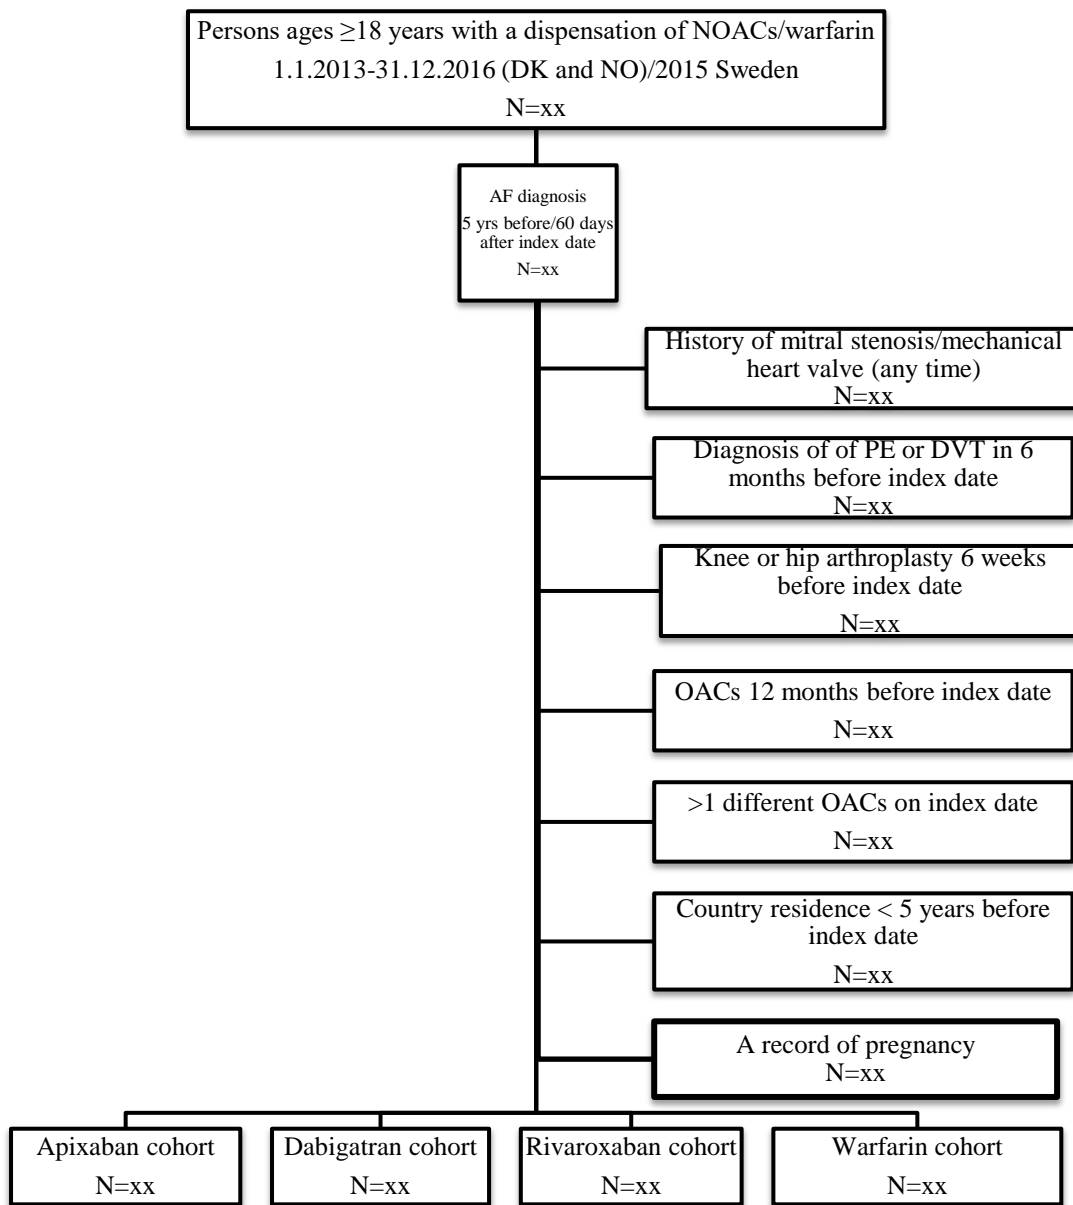 Persons ages ≥18 years with a dispensation of NOACs/warfarin
1.1.2013-31.12.2016 (DK and NO)/2015 Sweden
N=xx
AF diagnosis
5 yrs before/60 days
after index date
N=xx
History of mitral stenosis/mechanical
heart valve (any time)
N=xx
Diagnosis of of PE or DVT in 6
months before index date
N=xx
Knee or hip arthroplasty 6 weeks
before index date
N=xx
OACs 12 months before index date
N=xx
>1 different OACs on index date
N=xx
Country residence < 5 years before
index date
N=xx
A record of pregnancy
N=xx
Apixaban cohort
N=xx
Dabigatran cohort
N=xx
Rivaroxaban cohort
N=xx
Warfarin cohort
N=xx